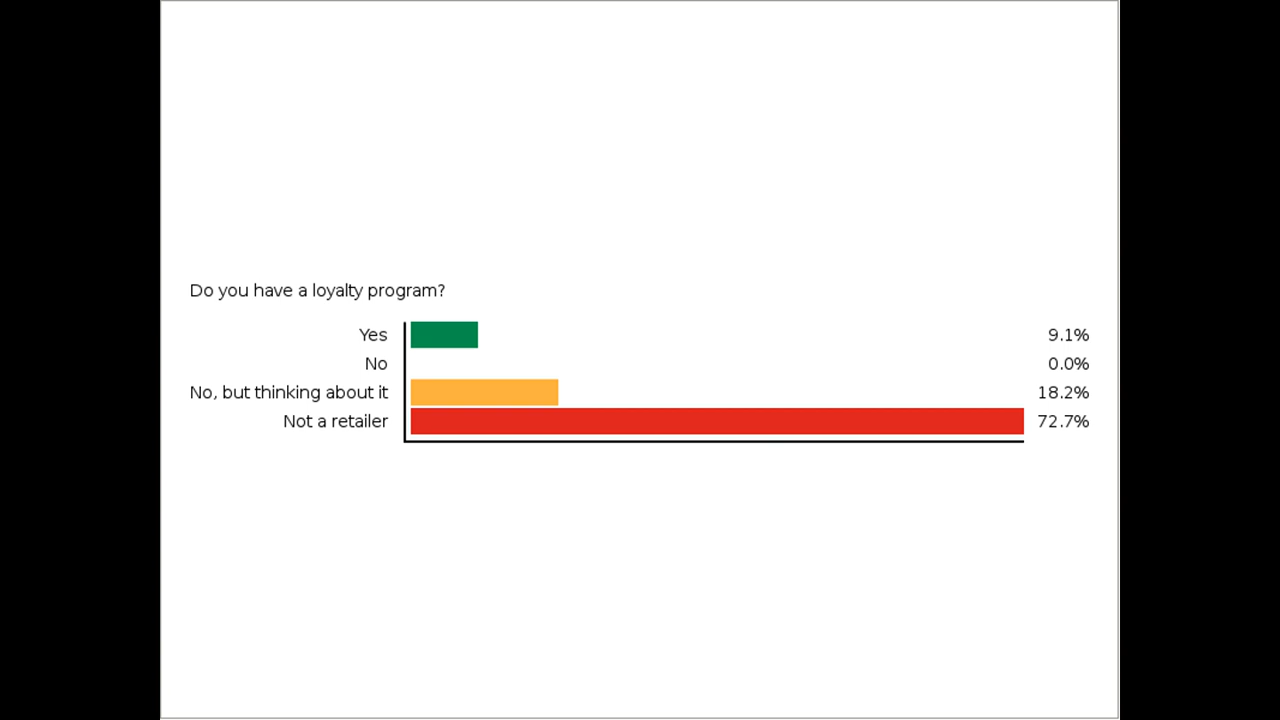 Do you have a loyalty program?
Yes 9.1%
No 0.0%
No, but thinking about it 18.2%
Not a retailer 72.7%